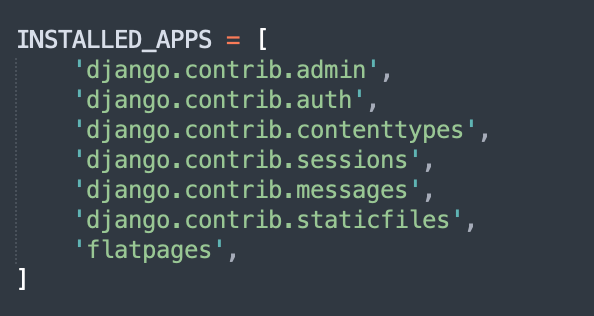 INSTALLED_APPS = [
    'django.contrib.admin',
    'django.contrib.auth',
    'django.contrib.contenttypes',
    'django.contrib.sessions',
    'django.contrib.messages',
    'django.contrib.staticfiles',
    'flatpages',
]